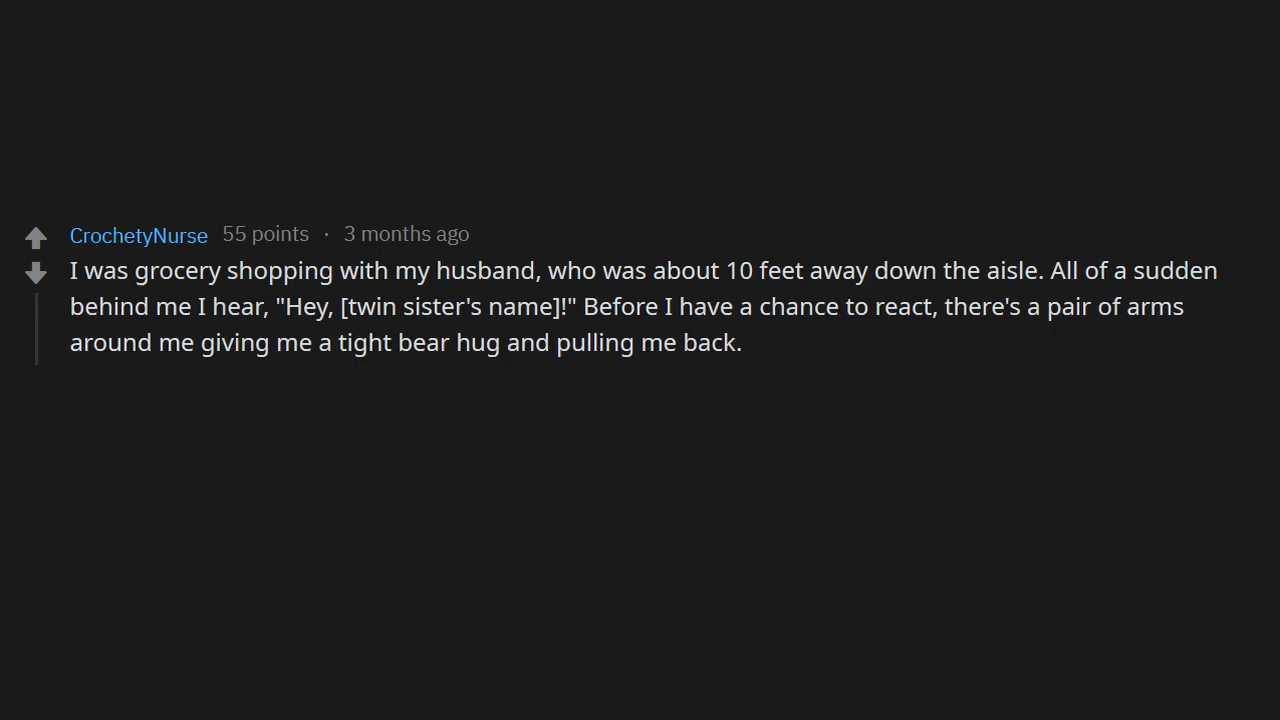 CrochetyNurse 55 points · 3 months ago
I was grocery shopping with my husband, who was about 10 feet away down the aisle. All of a sudden
behind me I hear, "Hey, [twin sister's name]!" Before I have a chance to react, there's a pair of arms
around me giving me a tight bear hug and pulling me back.